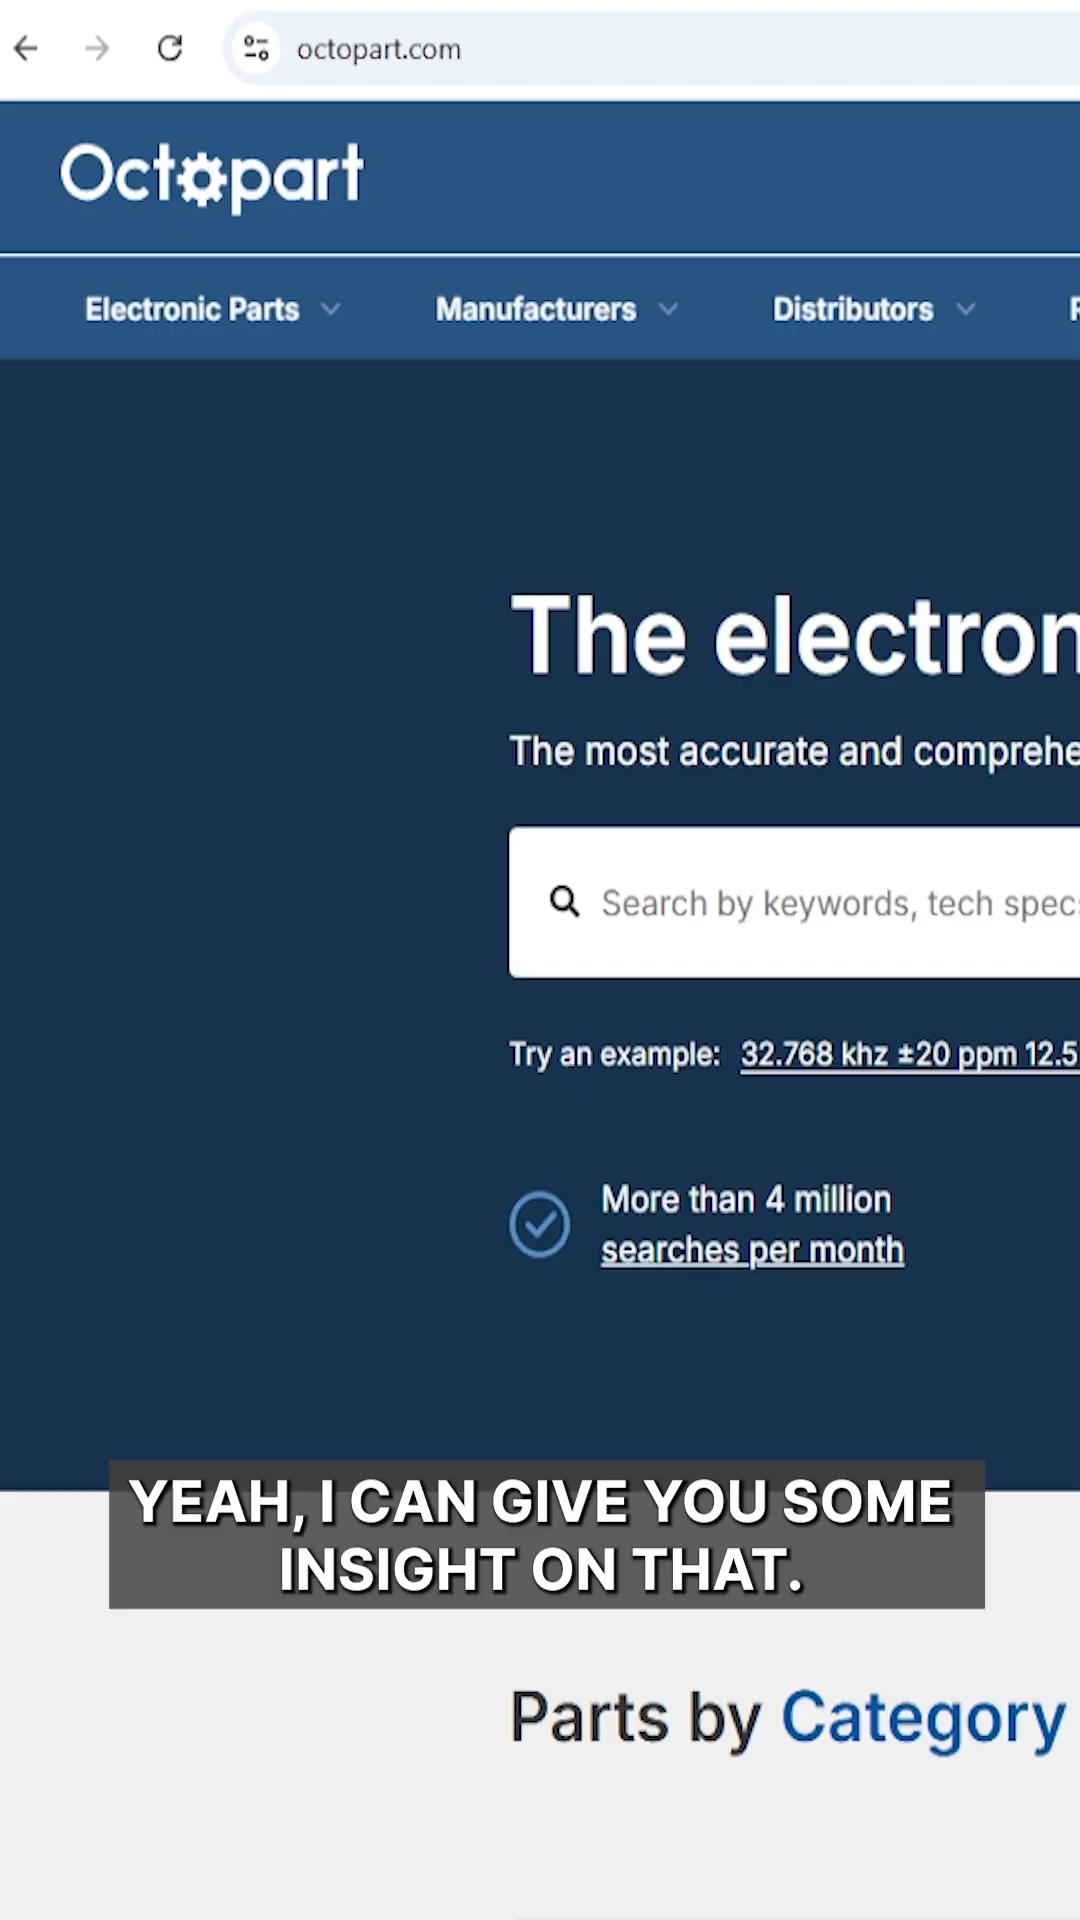 octopart.com
Octopart
Electronic Parts
Manufacturers
Distributors
The electron
The most accurate and comprehe
Search by keywords, tech specs
Try an example: 32.768 khz ±20 ppm 12.5
More than 4 million
searches per month
YEAH, I CAN GIVE YOU SOME
INSIGHT ON THAT.
Parts by Category